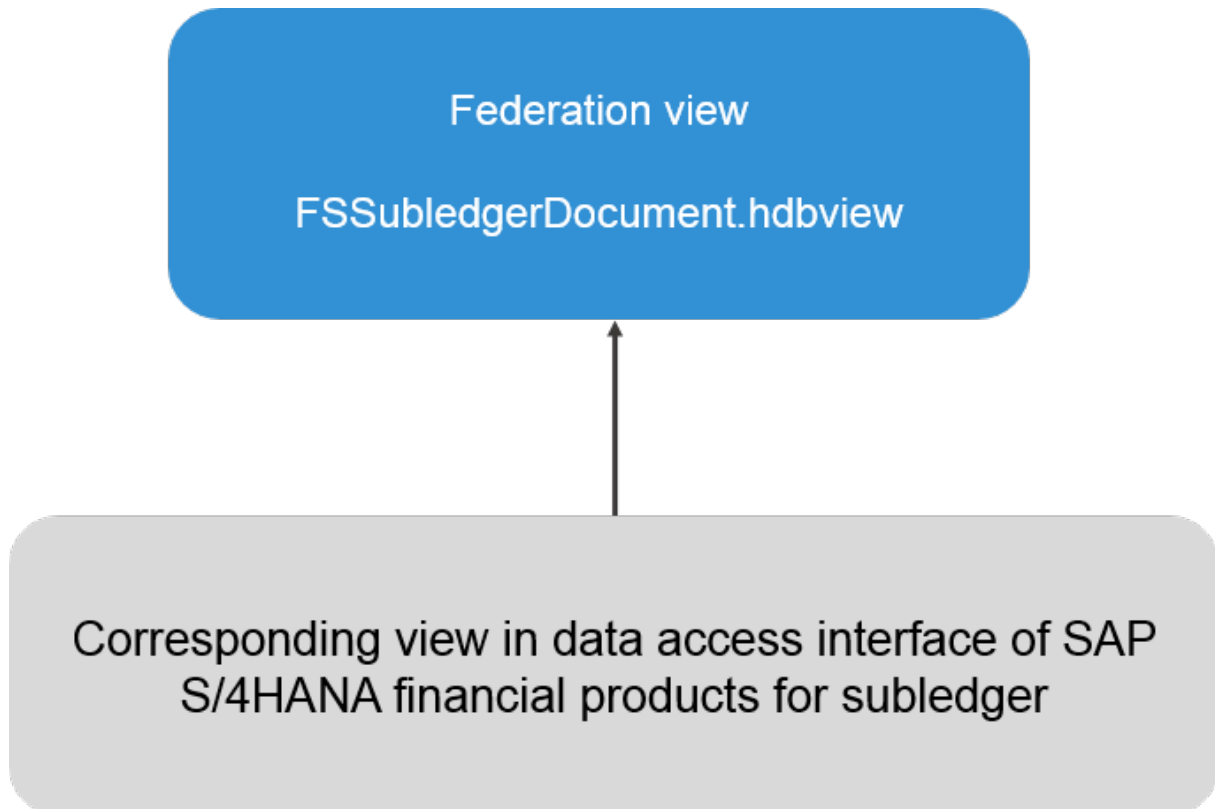 Federation view
FSSubledgerDocument.hdbview
Corresponding view in data access interface of SAP
S/4HANA financial products for subledger